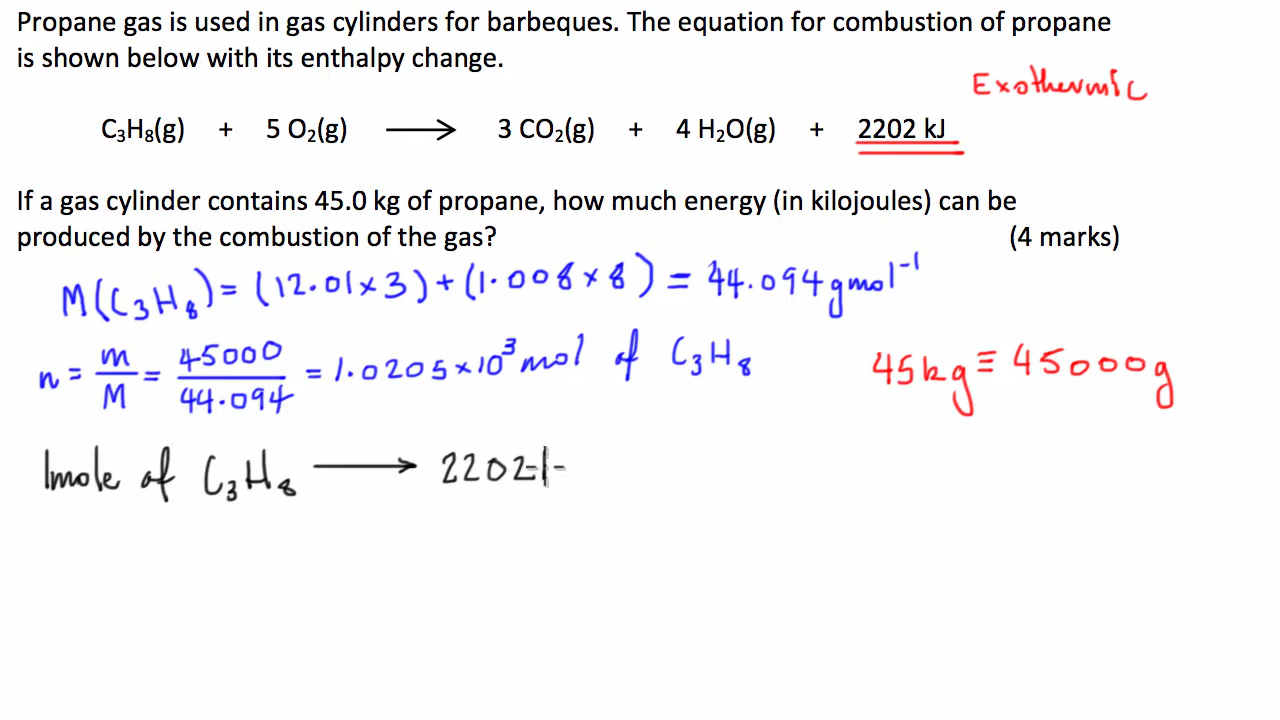 Propane gas is used in gas cylinders for barbeques. The equation for combustion of propane
is shown below with its enthalpy change.
Exothermic
C₃H₈(g) + 5 O₂(g) ⟶ 3 CO₂(g) + 4 H₂O(g) + 2202 kJ
If a gas cylinder contains 45.0 kg of propane, how much energy (in kilojoules) can be
produced by the combustion of the gas? (4 marks)
M(C₃H₈) = (12.01 × 3) + (1.008 × 8) = 44.094 g mol⁻¹
n = m/M = 45000/44.094 = 1.0205 × 10³ mol of C₃H₈
45kg ≡ 45000g
1mole of C₃H₈ ⟶ 2202